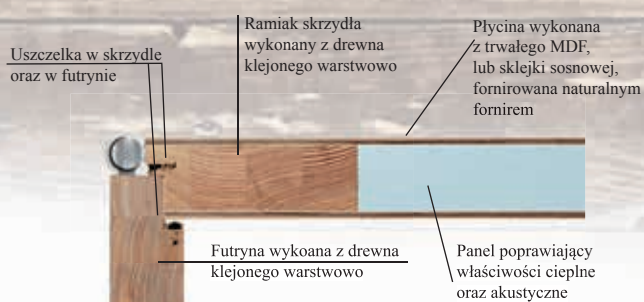 Uszczelka w skrzydle
oraz w futrynie
Ramiak skrzydła
wykonany z drewna
klejonego warstwowo
Płycina wykonana
z trwałego MDF,
lub sklejki sosnowej,
fornirowana naturalnym
fornirem
Futryna wykoana z drewna
klejonego warstwowo
Panel poprawiający
właściwości cieplne
oraz akustyczne